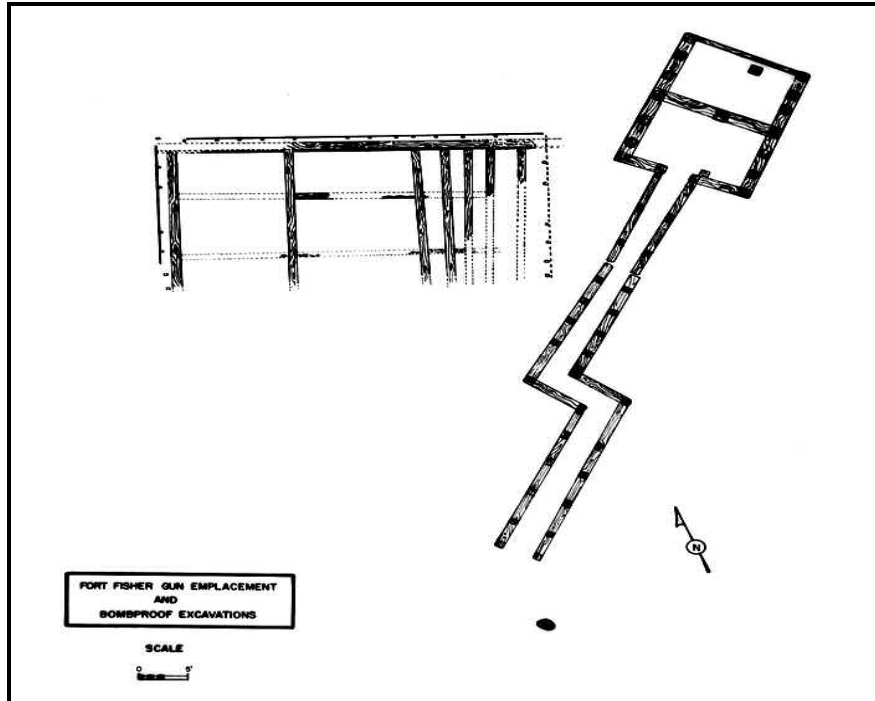 N
FORT FISHER GUN EMPLACEMENT
AND
BOMBPROOF EXCAVATIONS
SCALE
0 5'